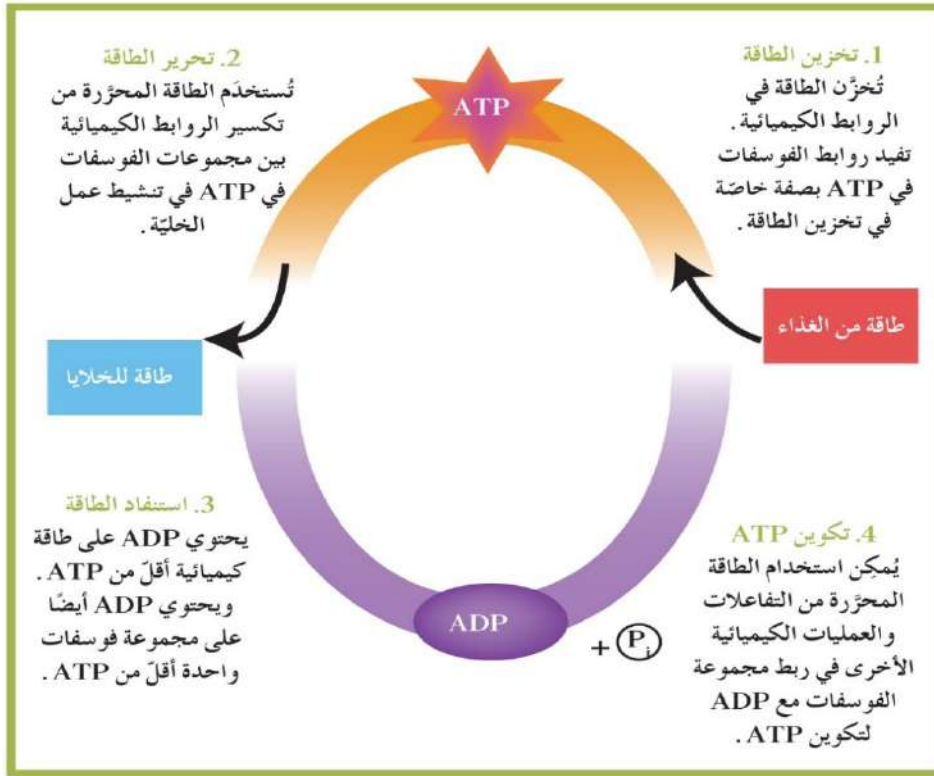 1. تخزين الطاقة
تُخزَّن الطاقة في
الروابط الكيميائية.
تفيد روابط الفوسفات
في ATP بصفة خاصّة
في تخزين الطاقة.
ATP
2. تحرير الطاقة
تُستخدَم الطاقة المحرَّرة من
تكسير الروابط الكيميائية
بين مجموعات الفوسفات
في ATP في تنشيط عمل
الخليّة.
طاقة من الغذاء
طاقة للخلايا
3. استنفاد الطاقة
يحتوي ADP على طاقة
كيميائية أقلّ من ATP.
ويحتوي ADP أيضًا
على مجموعة فوسفات
واحدة أقلّ من ATP.
ADP
+ Pi
4. تكوين ATP
يُمكِن استخدام الطاقة
المحرَّرة من التفاعلات
والعمليات الكيميائية
الأخرى في ربط مجموعة
الفوسفات مع ADP
لتكوين ATP.